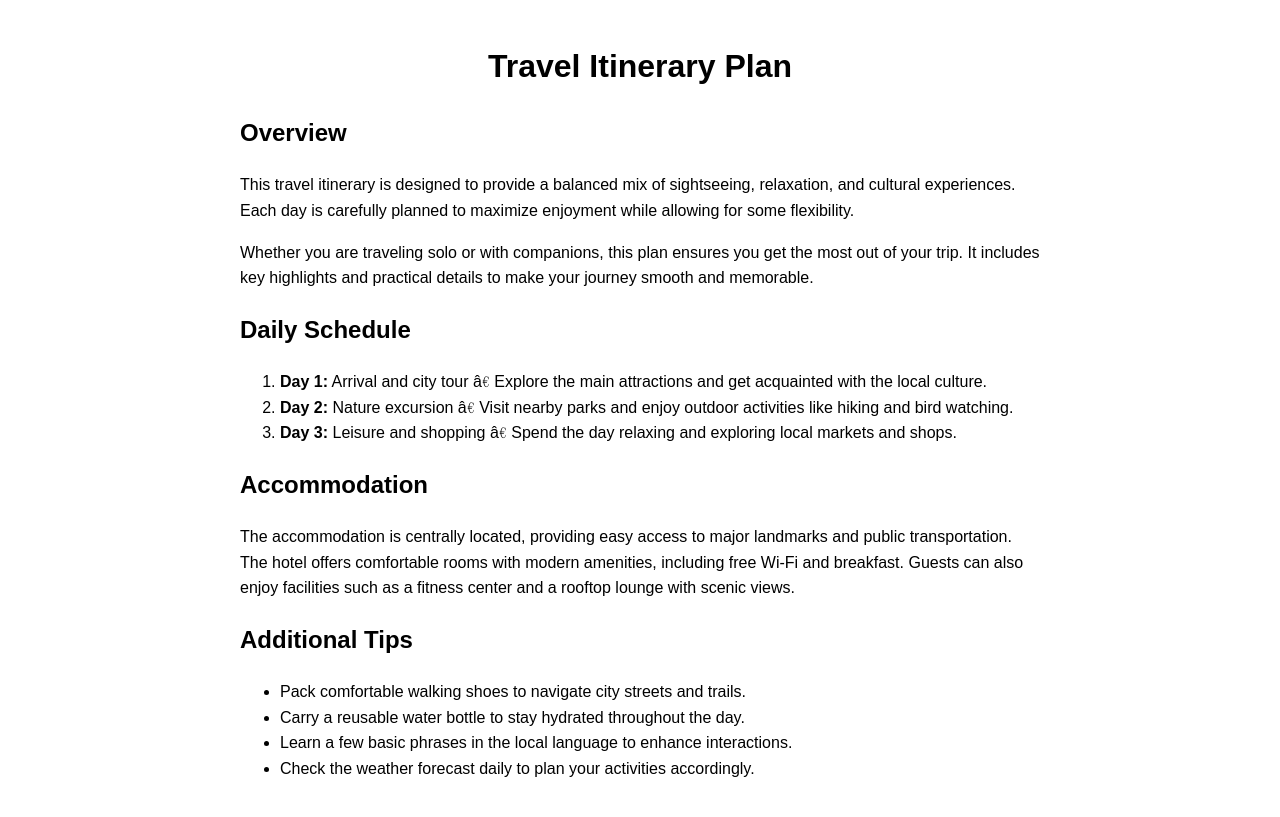 Travel Itinerary Plan
Overview
This travel itinerary is designed to provide a balanced mix of sightseeing, relaxation, and cultural experiences.
Each day is carefully planned to maximize enjoyment while allowing for some flexibility.
Whether you are traveling solo or with companions, this plan ensures you get the most out of your trip. It includes
key highlights and practical details to make your journey smooth and memorable.
Daily Schedule
1. Day 1: Arrival and city tour â€ Explore the main attractions and get acquainted with the local culture.
2. Day 2: Nature excursion â€ Visit nearby parks and enjoy outdoor activities like hiking and bird watching.
3. Day 3: Leisure and shopping â€ Spend the day relaxing and exploring local markets and shops.
Accommodation
The accommodation is centrally located, providing easy access to major landmarks and public transportation.
The hotel offers comfortable rooms with modern amenities, including free Wi-Fi and breakfast. Guests can also
enjoy facilities such as a fitness center and a rooftop lounge with scenic views.
Additional Tips
• Pack comfortable walking shoes to navigate city streets and trails.
• Carry a reusable water bottle to stay hydrated throughout the day.
• Learn a few basic phrases in the local language to enhance interactions.
• Check the weather forecast daily to plan your activities accordingly.